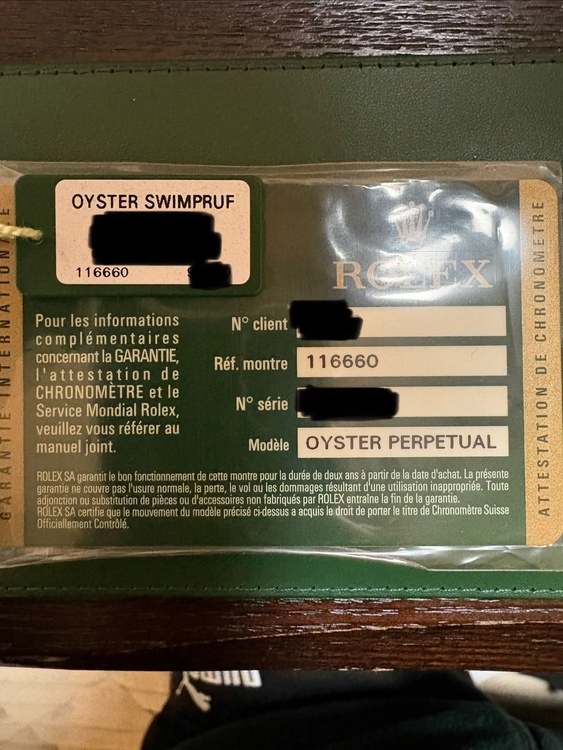 OYSTER SWIMPRUF
116660
ROLEX
Pour les informations
complémentaires
concernant la GARANTIE,
l'attestation de
CHRONOMÈTRE et le
Service Mondial Rolex,
veuillez vous référer au
manuel joint.
N° client
Réf. montre 116660
N° série
Modèle OYSTER PERPETUAL
ROLEX SA garantit le bon fonctionnement de cette montre pour la durée de deux ans à partir de la date d'achat. La présente
garantie ne couvre pas l'usure normale, la perte, le vol ou les dommages résultant d'une utilisation inappropriée. Toute
adjonction ou substitution de pièces ou d'accessoires non fabriqués par ROLEX entraîne la fin de la garantie.
ROLEX SA certifie que le mouvement du modèle précisé ci-dessus a acquis le droit de porter le titre de Chronomètre Suisse
Officiellement Contrôlé.
GARANTIE INTERNATIONALE
ATTESTATION DE CHRONOMETRE